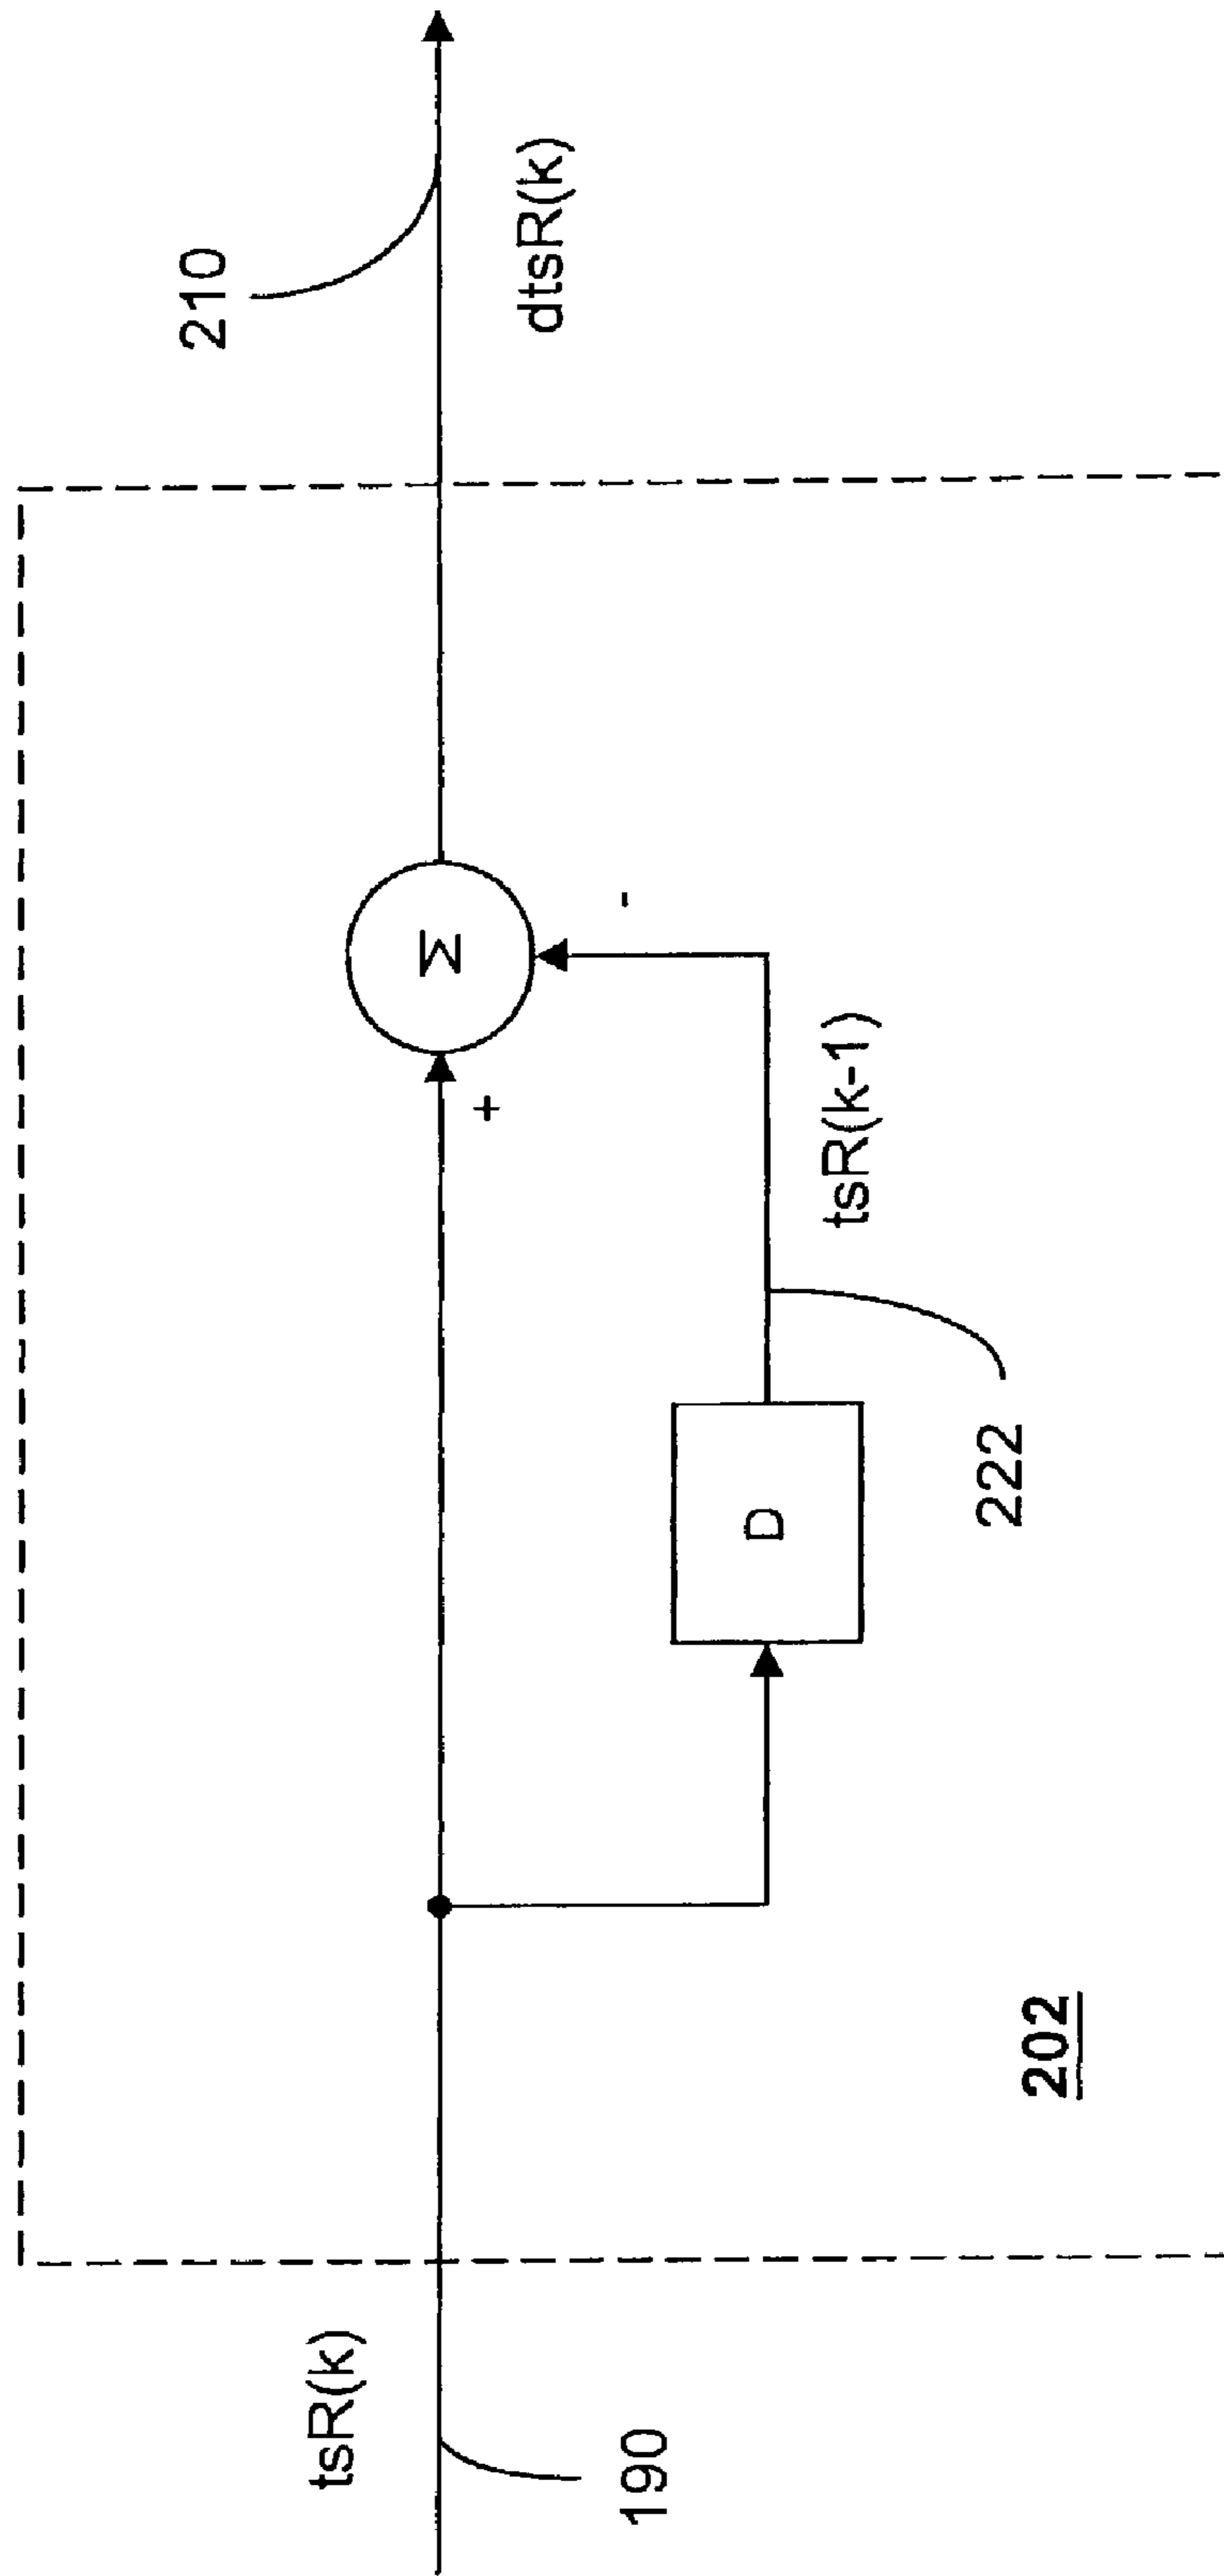 tsR(k)
190
202
D
222
tsR(k-1)
+
-
Σ
dtsR(k)
210